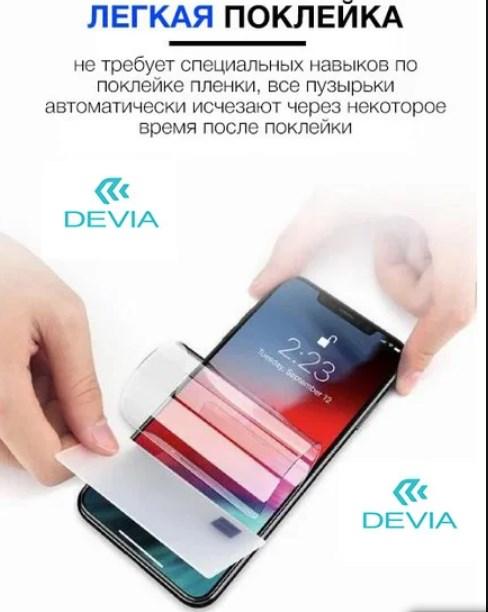 ЛЕГКАЯ ПОКЛЕЙКА
не требует специальных навыков по
поклейке пленки, все пузырьки
автоматически исчезают через некоторое
время после поклейки
DEVIA
2:23
Tuesday, September 12
DEVIA